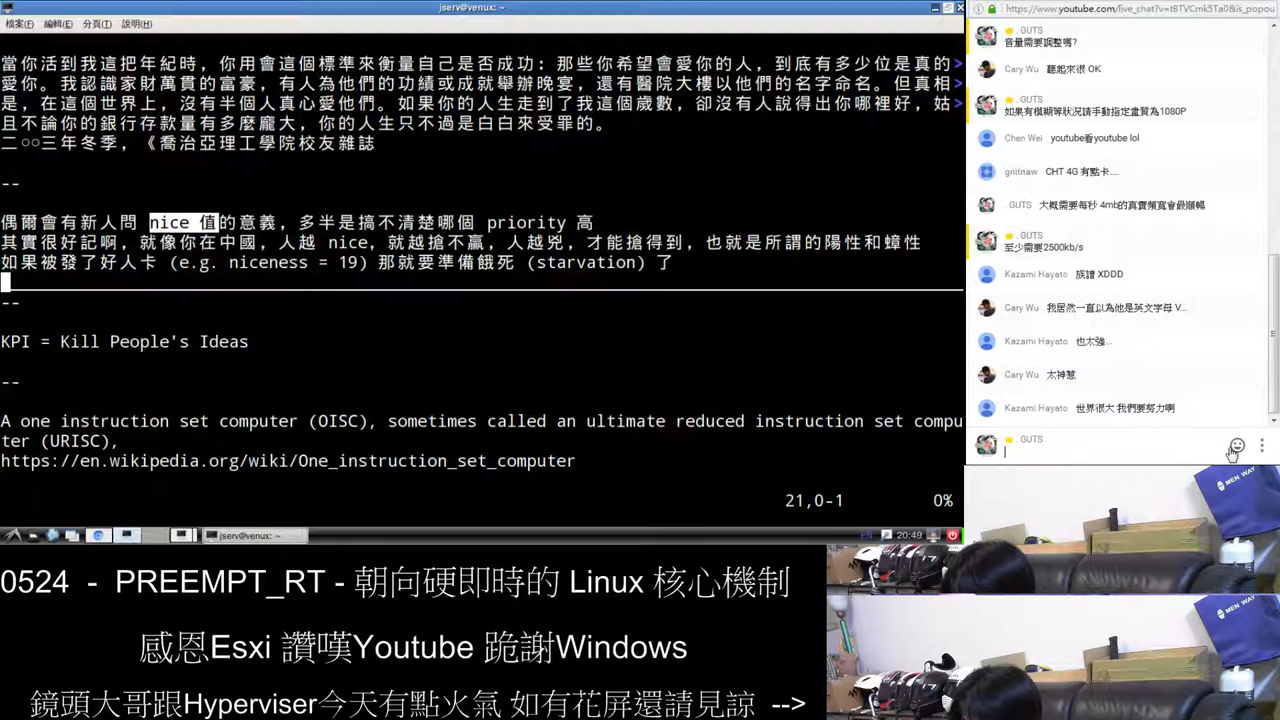 jserv@venux: ~
檔案(F) 編輯(E) 分頁(T) 說明(H)
當你活到我這把年紀時，你用會這個標準來衡量自己是否成功：那些你希望會愛你的人，到底有多少位是真的>
愛你。我認識家財萬貫的富豪，有人為他們的功績或成就舉辦晚宴，還有醫院大樓以他們的名字命名。但真相>
是，在這個世界上，沒有半個人真心愛他們。如果你的人生走到了我這個歲數，卻沒有人說得出你哪裡好，姑>
且不論你的銀行存款量有多麼龐大，你的人生只不過是白白來受罪的。
二○○三年冬季，《喬治亞理工學院校友雜誌
--
偶爾會有新人問 nice 值的意義，多半是搞不清楚哪個 priority 高
其實很好記啊，就像你在中國，人越 nice，就越搶不贏，人越兇，才能搶得到，也就是所謂的陽性和蟑性
如果被發了好人卡 (e.g. niceness = 19) 那就要準備餓死 (starvation) 了
--
KPI = Kill People's Ideas
--
A one instruction set computer (OISC), sometimes called an ultimate reduced instruction set compu
ter (URISC),
https://en.wikipedia.org/wiki/One_instruction_set_computer
21,0-1 0%
jserv@venux: ~
EN 20:49
https://www.youtube.com/live_chat?v=tBTVCmk5Ta0&is_popou
. GUTS
音量需要調整嗎?
Cary Wu 聽起來很 OK
. GUTS
如果有模糊等狀況請手動指定畫質為1080P
Chen Wei youtube看youtube lol
gnitnaw CHT 4G 有點卡....
GUTS 大概需要每秒 4mb的真實頻寬會最順暢
. GUTS
至少需要2500kb/s
Kazami Hayato 族譜 XDDD
Cary Wu 我居然一直以為他是英文字母 V...
Kazami Hayato 也太強...
Cary Wu 太神惹
Kazami Hayato 世界很大 我們要努力喇
. GUTS
MEN WAY
MEN WAY
0524 - PREEMPT_RT - 朝向硬即時的 Linux 核心機制
感恩Esxi 讚嘆Youtube 跪謝Windows
鏡頭大哥跟Hyperviser今天有點火氣 如有花屏還請見諒 -->